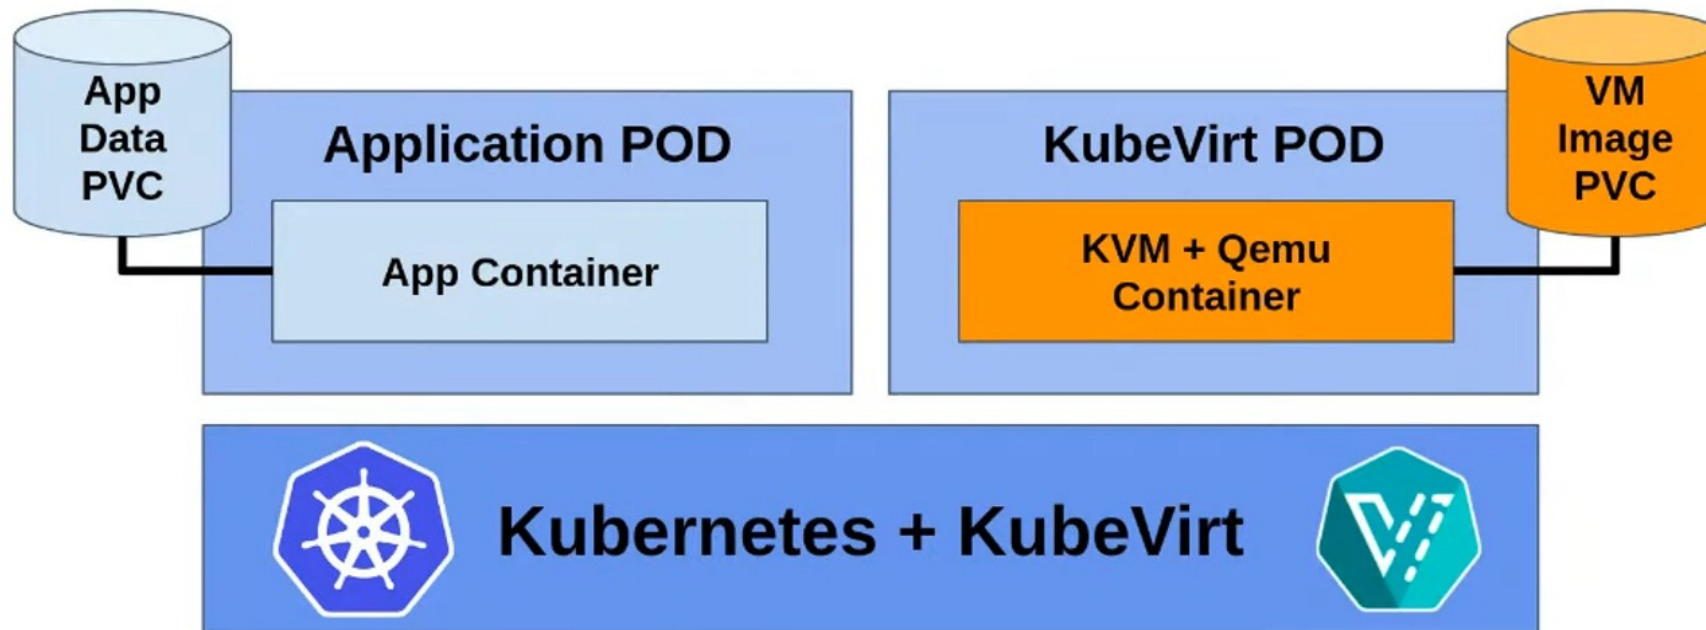 App
Data
PVC
Application POD
App Container
KubeVirt POD
KVM + Qemu
Container
VM
Image
PVC
Kubernetes + KubeVirt